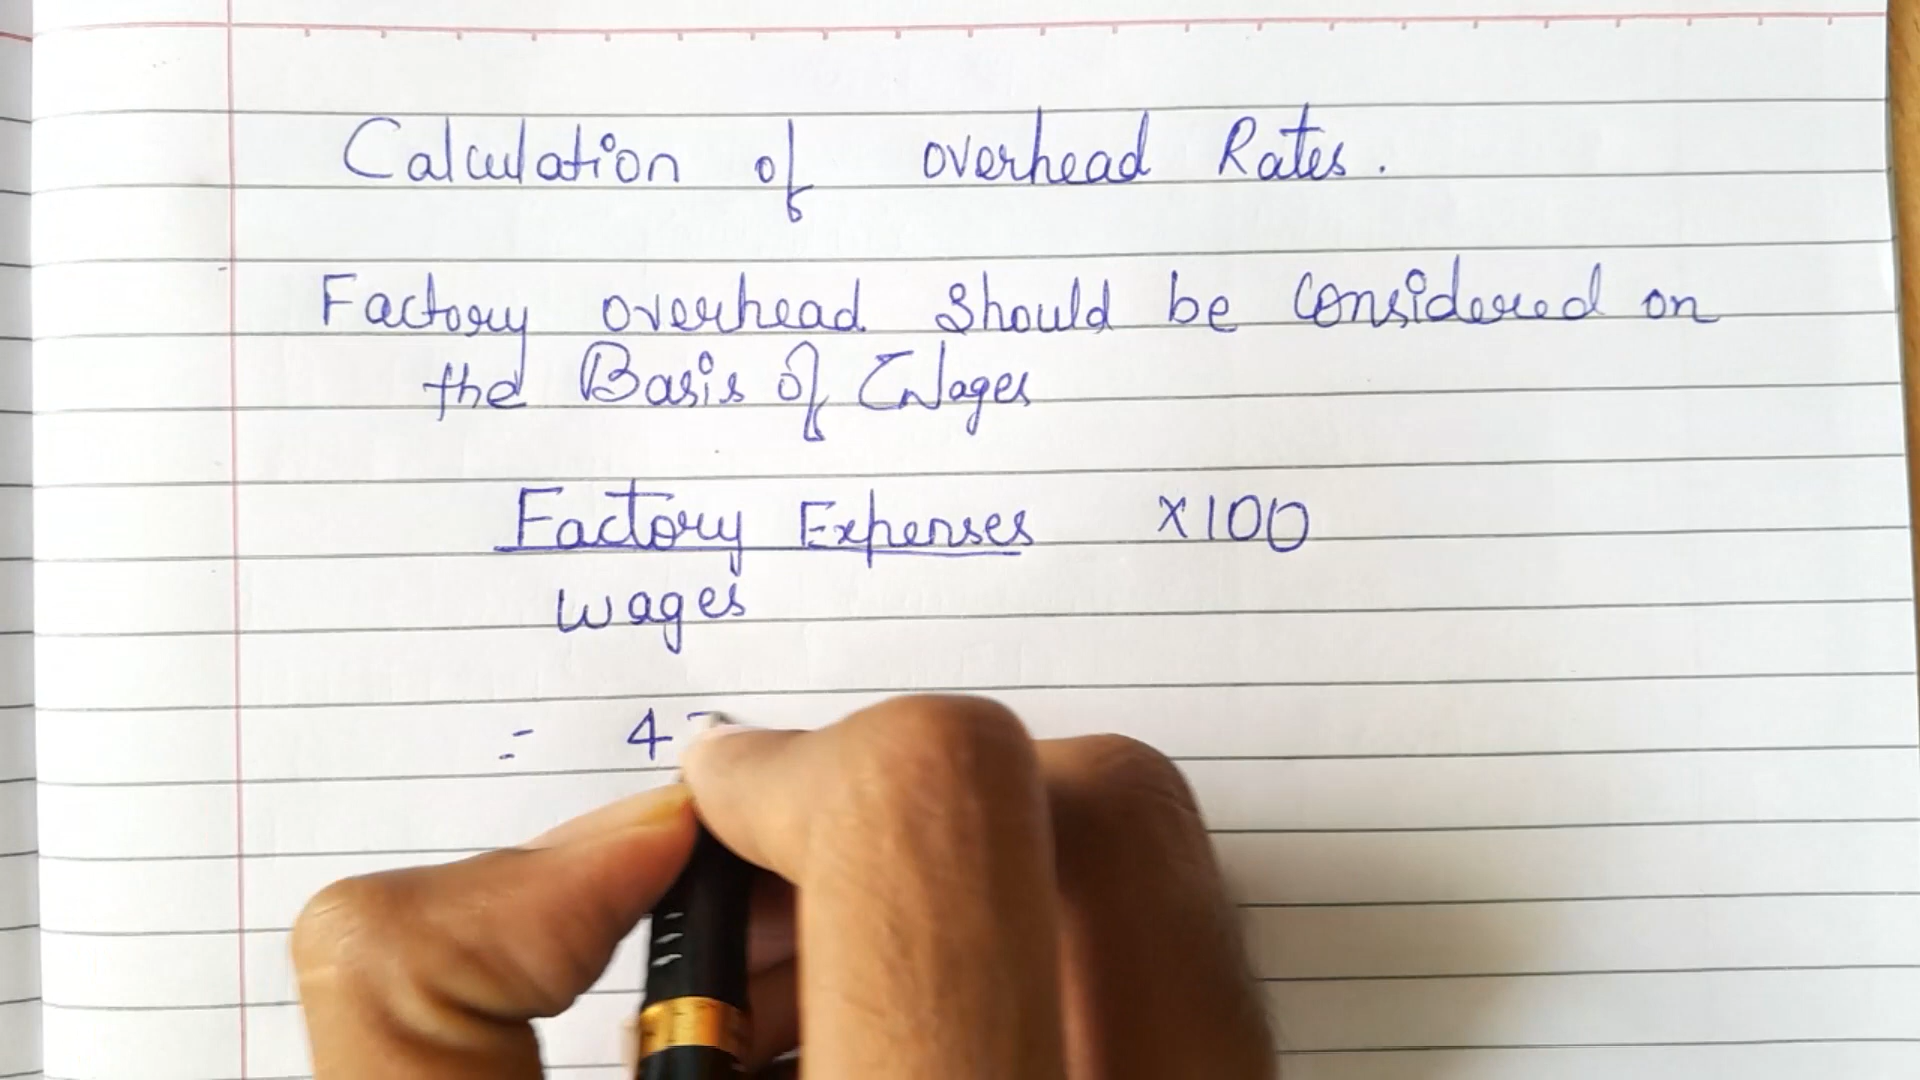 Calculation of overhead Rates.
Factory overhead should be considered on
the Basis of Wages
Factory Expenses ×100
wages
= 4